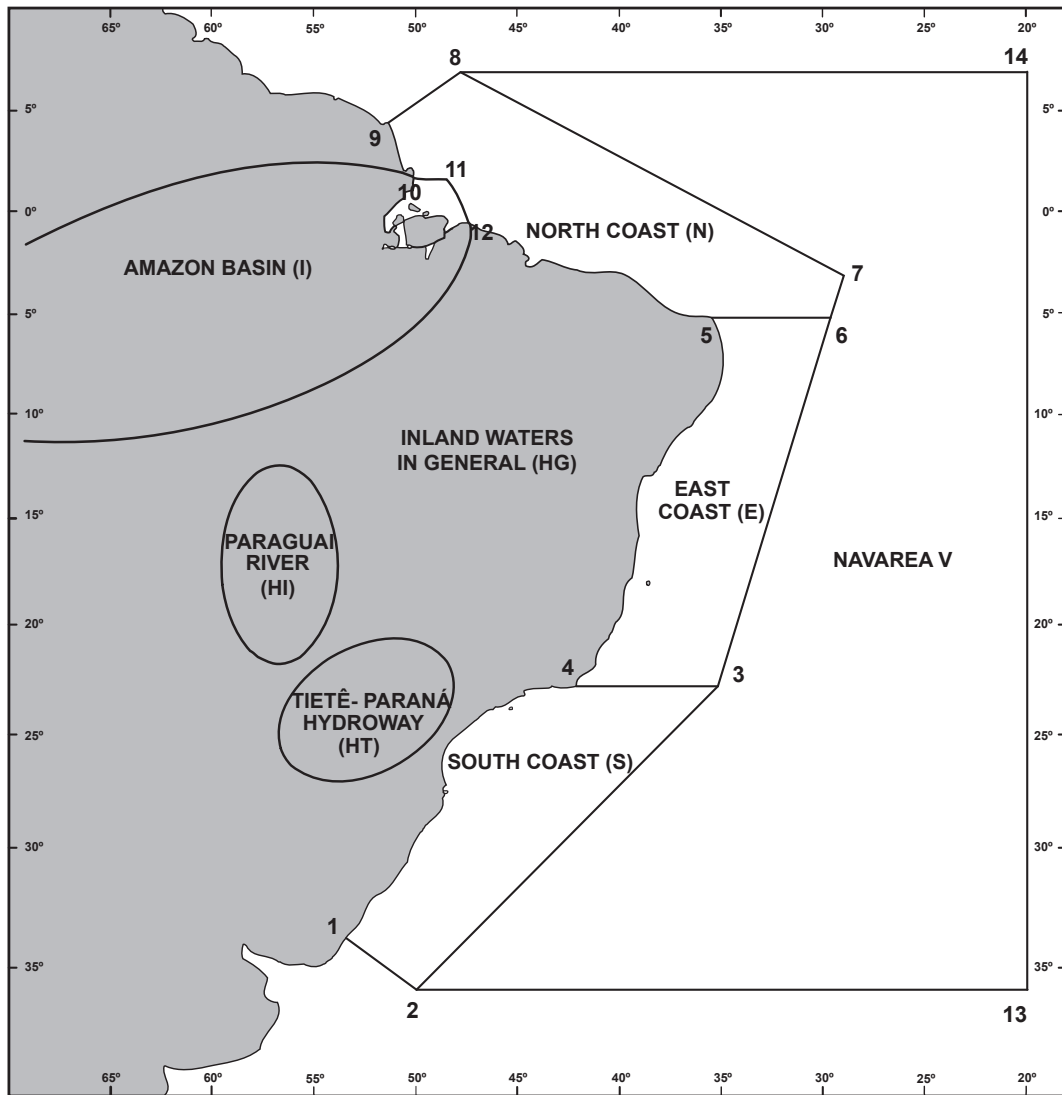 65º 60º 55º 50º 45º 40º 35º 30º 25º 20º
8 14
5º 5º
9
11
10
0º 0º
12
NORTH COAST (N)
AMAZON BASIN (I)
7
5º 5º
5 6
10º 10º
INLAND WATERS
IN GENERAL (HG)
EAST
COAST (E)
15º 15º
PARAGUAI
RIVER
(HI)
NAVAREA V
20º 20º
4 3
TIETÊ- PARANÁ
HYDROWAY
(HT)
25º 25º
SOUTH COAST (S)
30º 30º
1
35º 35º
2 13
65º 60º 55º 50º 45º 40º 35º 30º 25º 20º